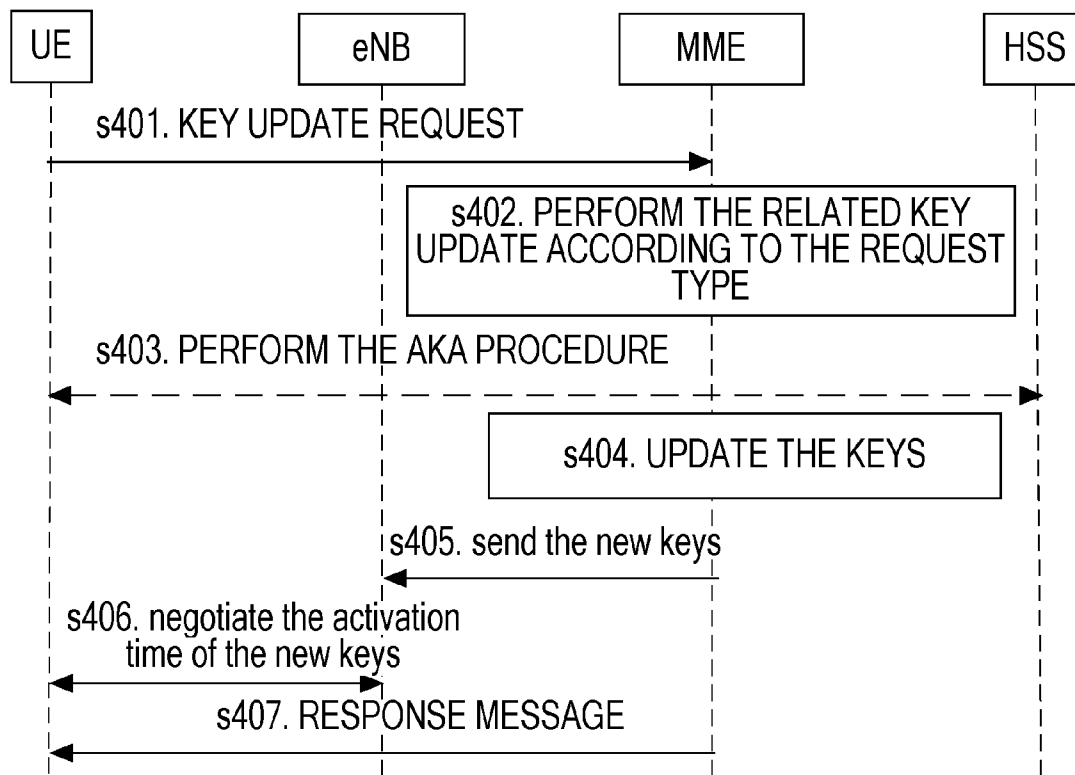 UE eNB MME HSS
s401. KEY UPDATE REQUEST
s402. PERFORM THE RELATED KEY
UPDATE ACCORDING TO THE REQUEST
TYPE
s403. PERFORM THE AKA PROCEDURE
s404. UPDATE THE KEYS
s405. send the new keys
s406. negotiate the activation
time of the new keys
s407. RESPONSE MESSAGE